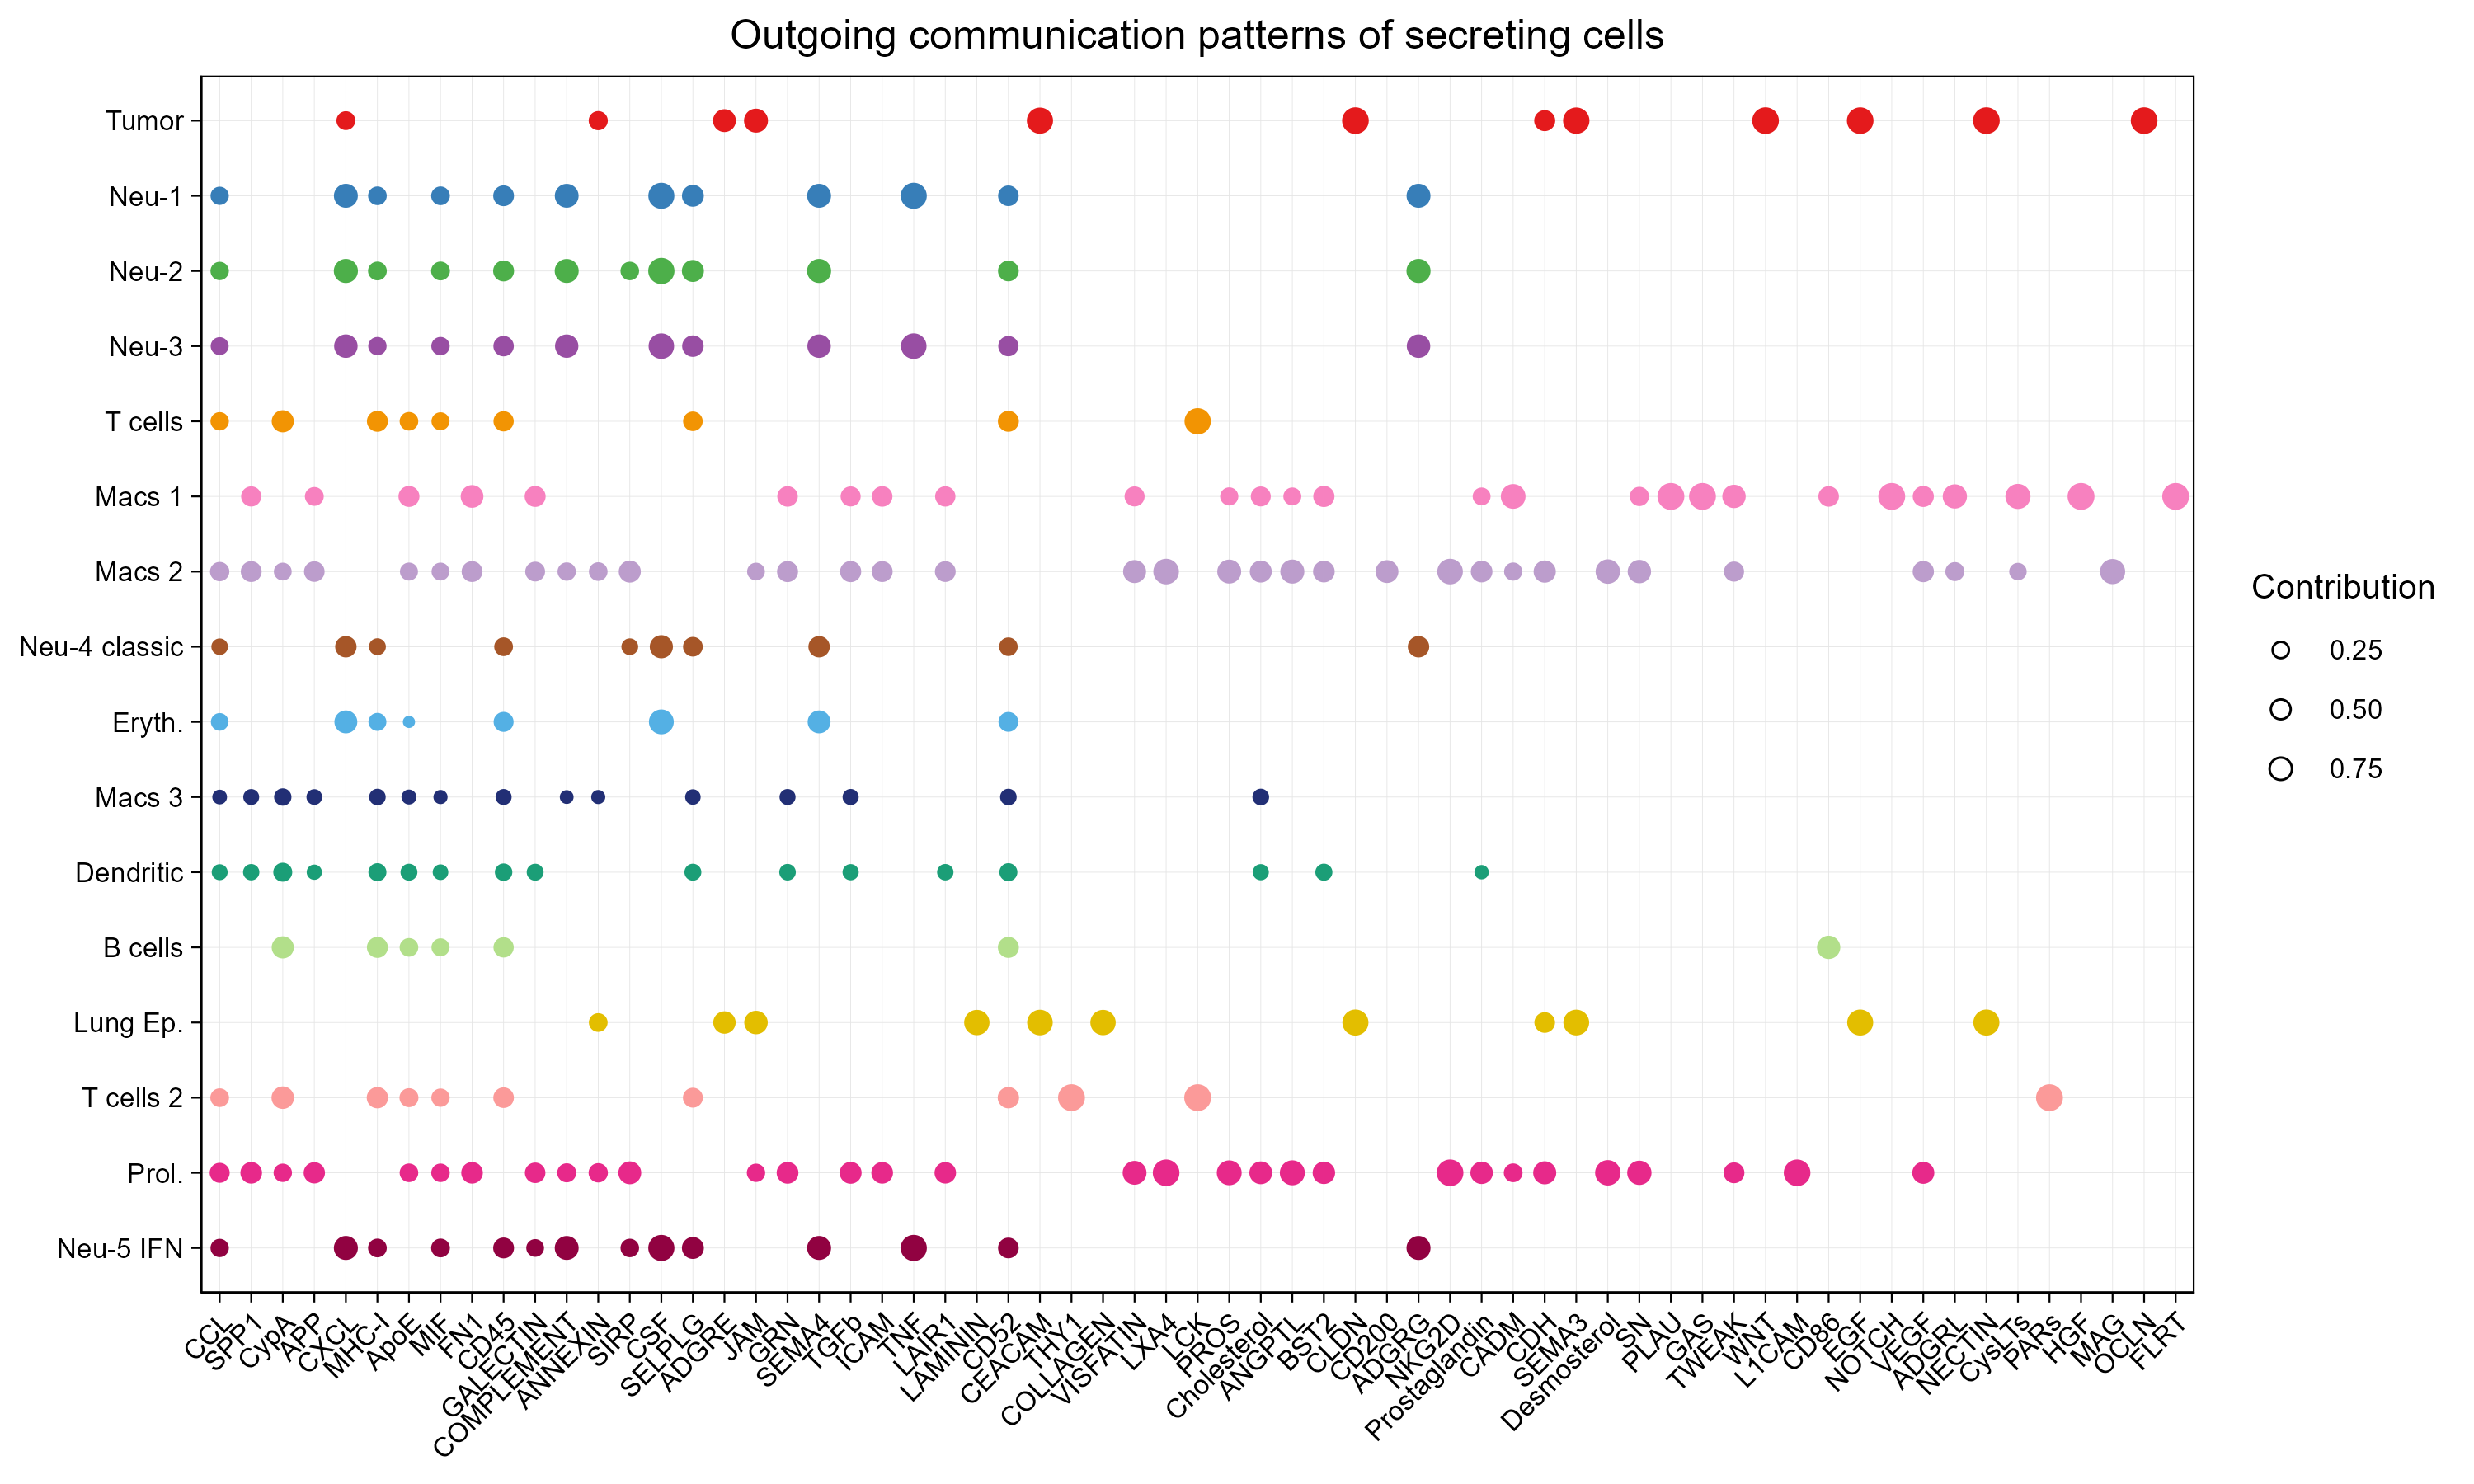 Outgoing communication patterns of secreting cells
Tumor
Neu-1
Neu-2
Neu-3
T cells
Macs 1
Macs 2
Neu-4 classic
Eryth.
Macs 3
Dendritic
B cells
Lung Ep.
T cells 2
Prol.
Neu-5 IFN
CCL
SPP1
CypA
APP
CXCL
MHC-I
ApoE
MIF
FN1
CD45
GALECTIN
COMPLEMENT
ANNEXIN
SIRP
CSF
SELPLG
ADGRE
JAM
GRN
SEMA4
TGFb
ICAM
TNF
LAIR1
LAMININ
CD52
CEACAM
THY1
COLLAGEN
VISFATIN
LXA4
LCK
PROS
Cholesterol
ANGPTL
BST2
CLDN
CD200
ADGRG
NKG2D
Prostaglandin
CADM
CDH
SEMA3
Desmosterol
SN
PLAU
GAS
TWEAK
WNT
L1CAM
CD86
EGF
NOTCH
VEGF
ADGRL
NECTIN
CysLTs
PARs
HGF
MAG
OCLN
FLRT
Contribution
0.25
0.50
0.75